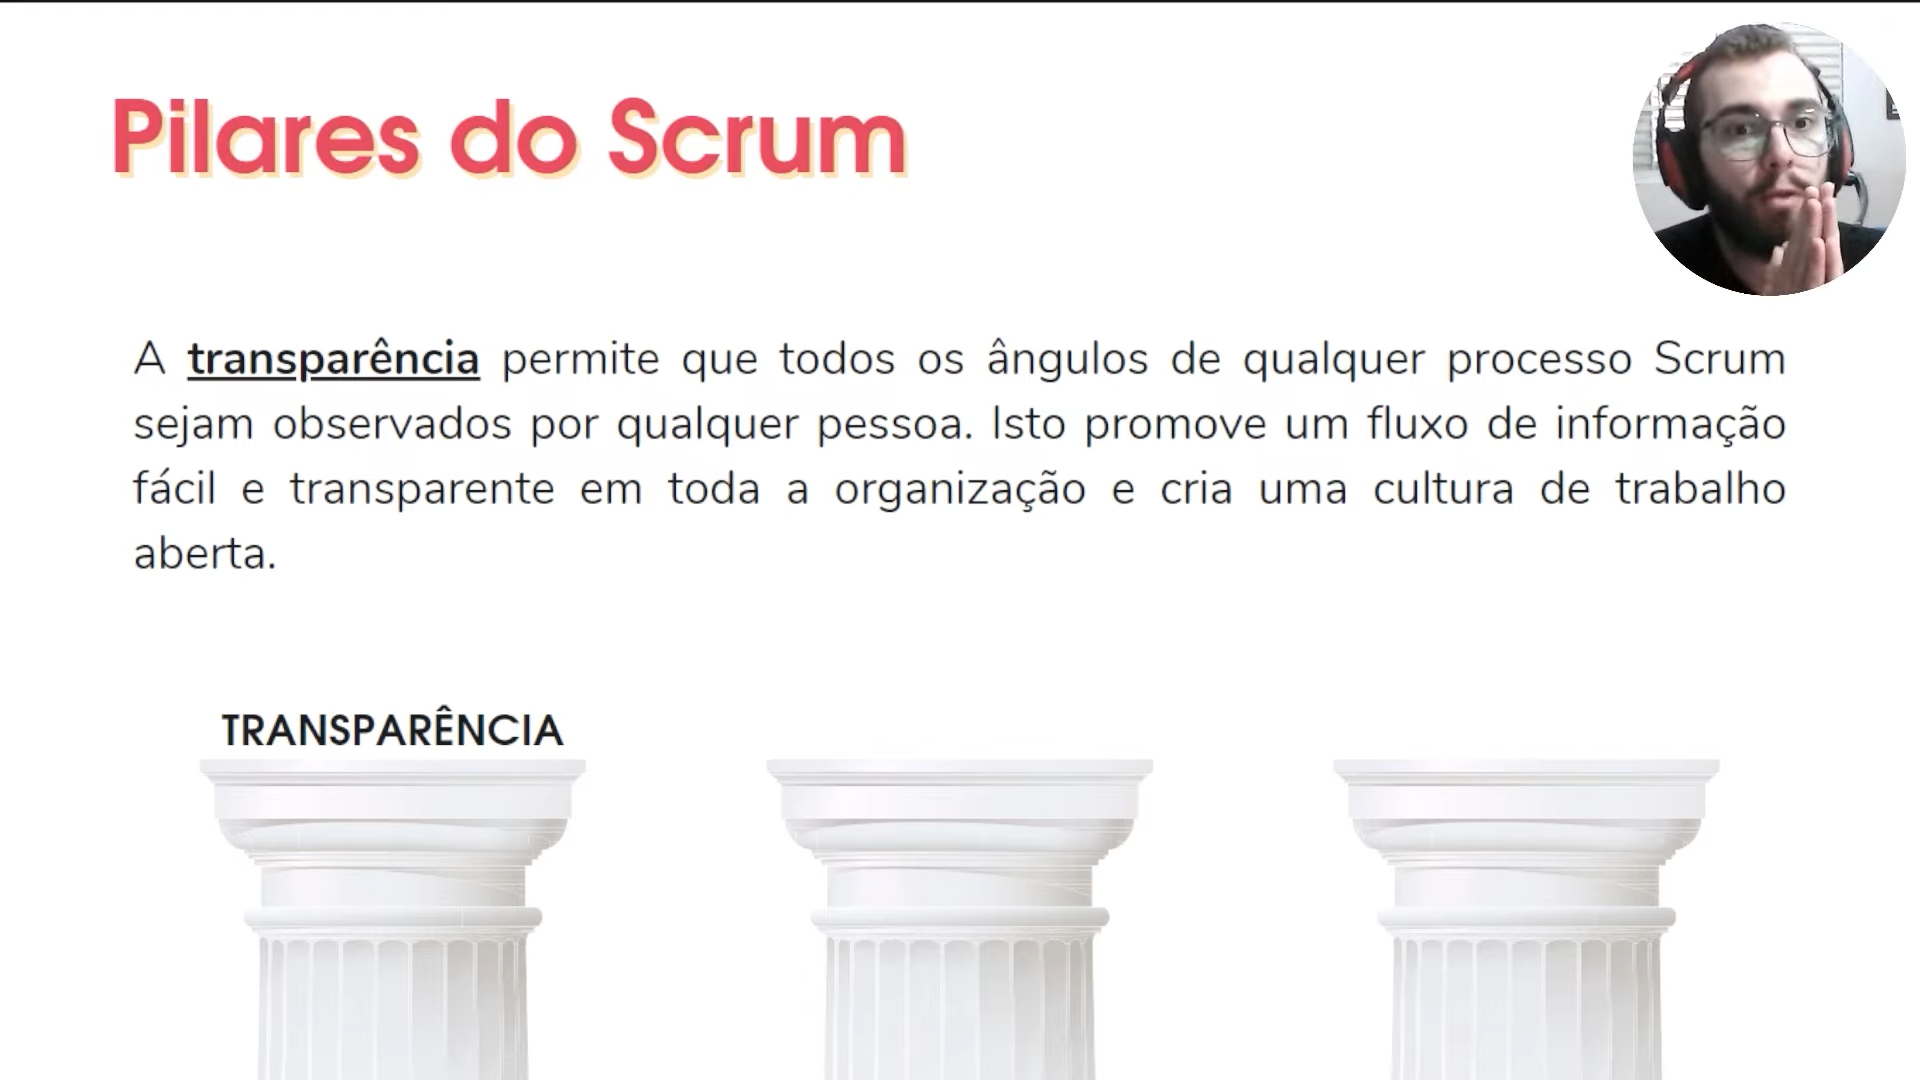 Pilares do Scrum
A transparência permite que todos os ângulos de qualquer processo Scrum
sejam observados por qualquer pessoa. Isto promove um fluxo de informação
fácil e transparente em toda a organização e cria uma cultura de trabalho
aberta.
TRANSPARÊNCIA